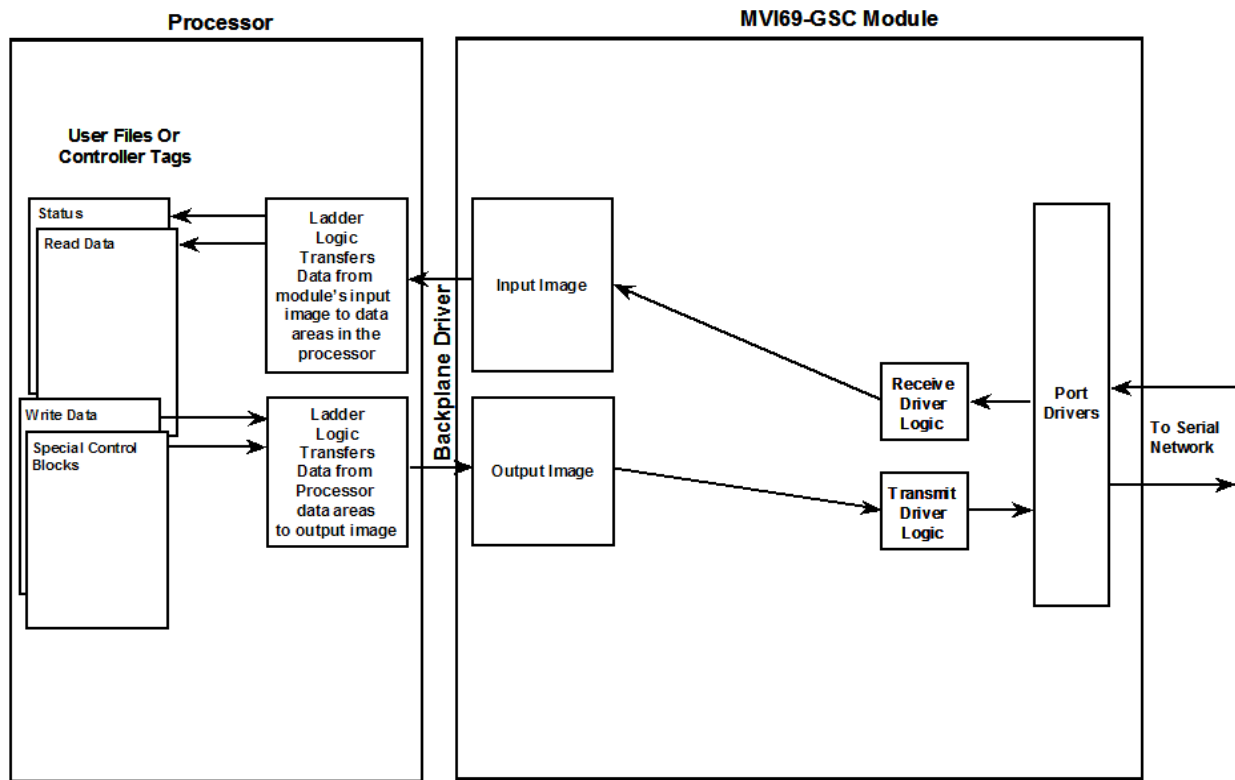 Processor
MVI69-GSC Module
User Files Or
Controller Tags
Status
Read Data
Write Data
Special Control
Blocks
Ladder
Logic
Transfers
Data from
module's input
image to data
areas in the
processor
Ladder
Logic
Transfers
Data from
Processor
data areas
to output image
Backplane Driver
Input Image
Output Image
Receive
Driver
Logic
Transmit
Driver
Logic
Port
Drivers
To Serial
Network